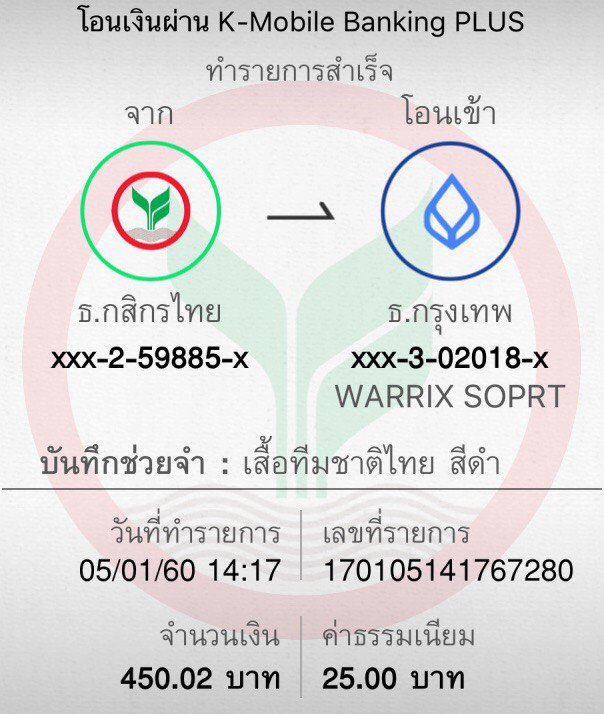 โอนเงินผ่าน K-Mobile Banking PLUS
ทำรายการสำเร็จ
จาก โอนเข้า
ธ.กสิกรไทย ธ.กรุงเทพ
xxx-2-59885-x xxx-3-02018-x
WARRIX SOPRT
บันทึกช่วยจำ : เสื้อทีมชาติไทย สีดำ
วันที่ทำรายการ เลขที่รายการ
05/01/60 14:17 170105141767280
จำนวนเงิน ค่าธรรมเนียม
450.02 บาท 25.00 บาท